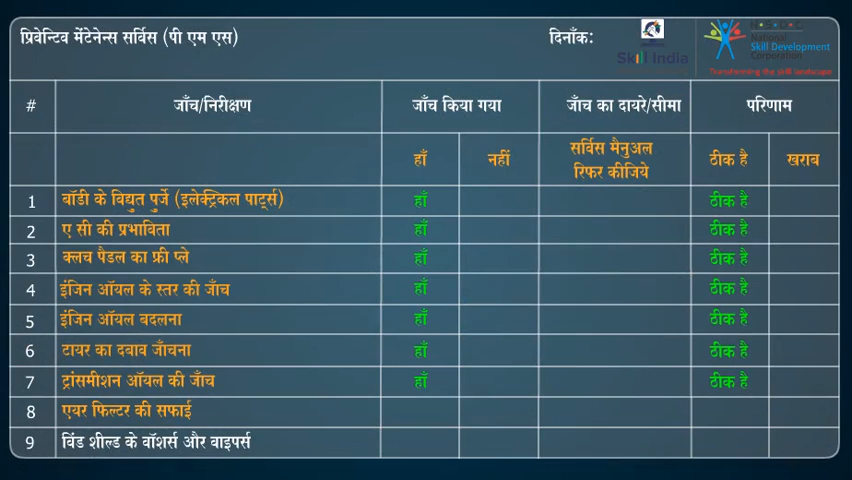 प्रिवेन्टिव मेंटेनेन्स सर्विस (पी एम एस)
दिनाँक:
Skill India
National
Skill Development
Corporation
Transforming the skill landscape
# जाँच/निरीक्षण जाँच किया गया जाँच का दायरे/सीमा परिणाम
हाँ नहीं सर्विस मैनुअल ठीक है खराब
रिफर कीजिये
1 बॉडी के विद्युत पुर्जे (इलेक्ट्रिकल पार्ट्स) हाँ ठीक है
2 ए सी की प्रभाविता हाँ ठीक है
3 क्लच पैडल का फ्री प्ले हाँ ठीक है
4 इंजिन ऑयल के स्तर की जाँच हाँ ठीक है
5 इंजिन ऑयल बदलना हाँ ठीक है
6 टायर का दबाब जाँचना हाँ ठीक है
7 ट्रांसमीशन ऑयल की जाँच हाँ ठीक है
8 एयर फिल्टर की सफाई
9 विंड शील्ड के वॉशर्स और वाइपर्स